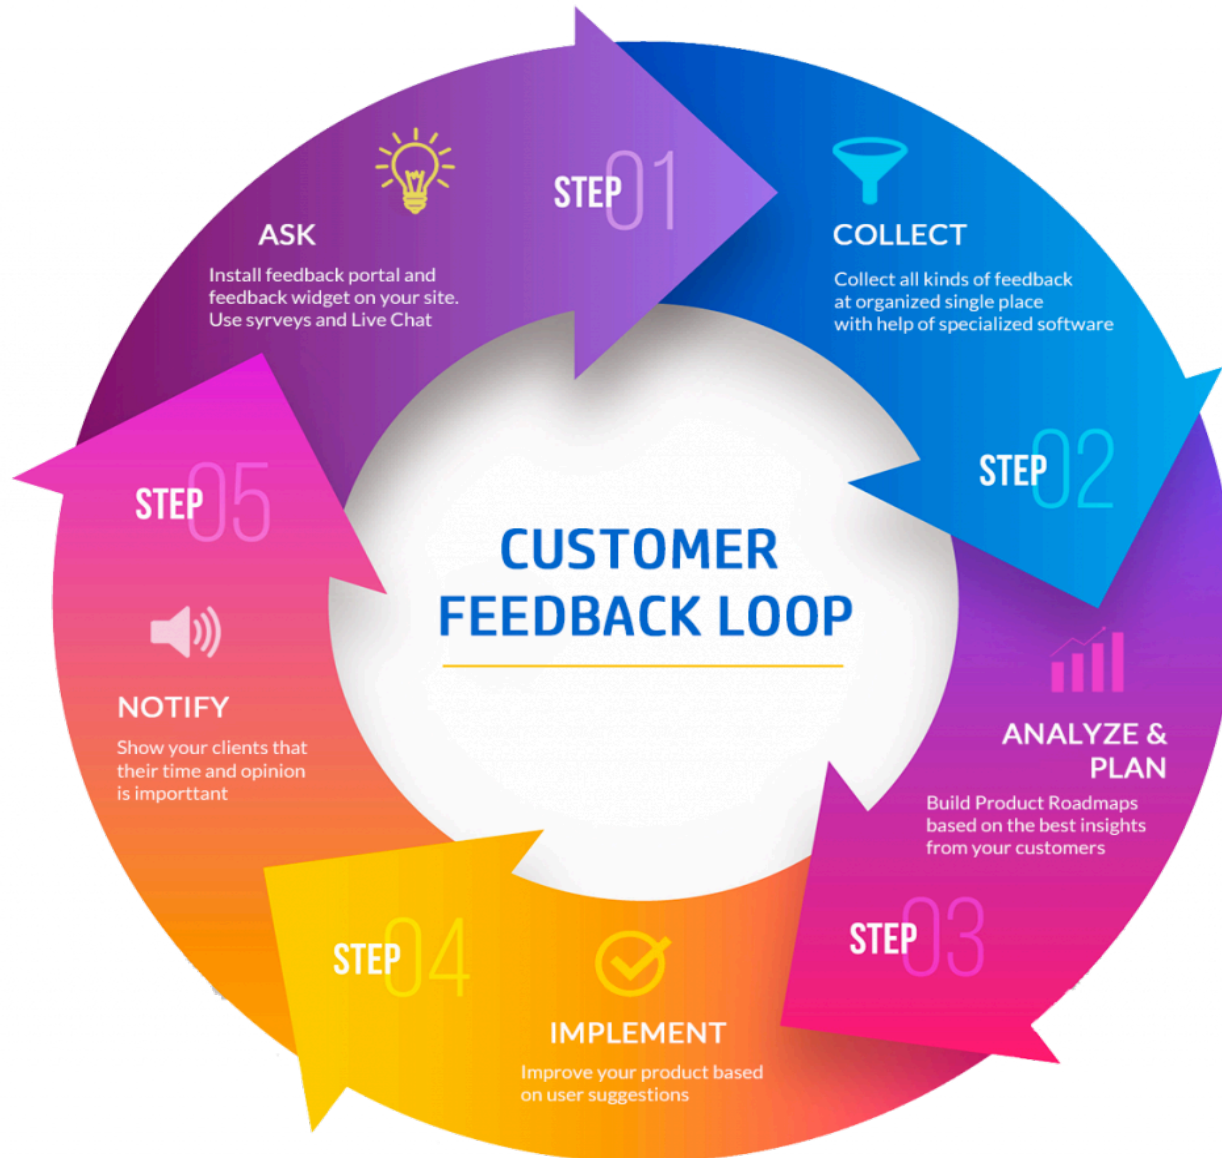 STEP 01
ASK
Install feedback portal and
feedback widget on your site.
Use syrveys and Live Chat
COLLECT
Collect all kinds of feedback
at organized single place
with help of specialized software
STEP 02
CUSTOMER
FEEDBACK LOOP
ANALYZE &
PLAN
Build Product Roadmaps
based on the best insights
from your customers
STEP 03
STEP 04
IMPLEMENT
Improve your product based
on user suggestions
STEP 05
NOTIFY
Show your clients that
their time and opinion
is importtant